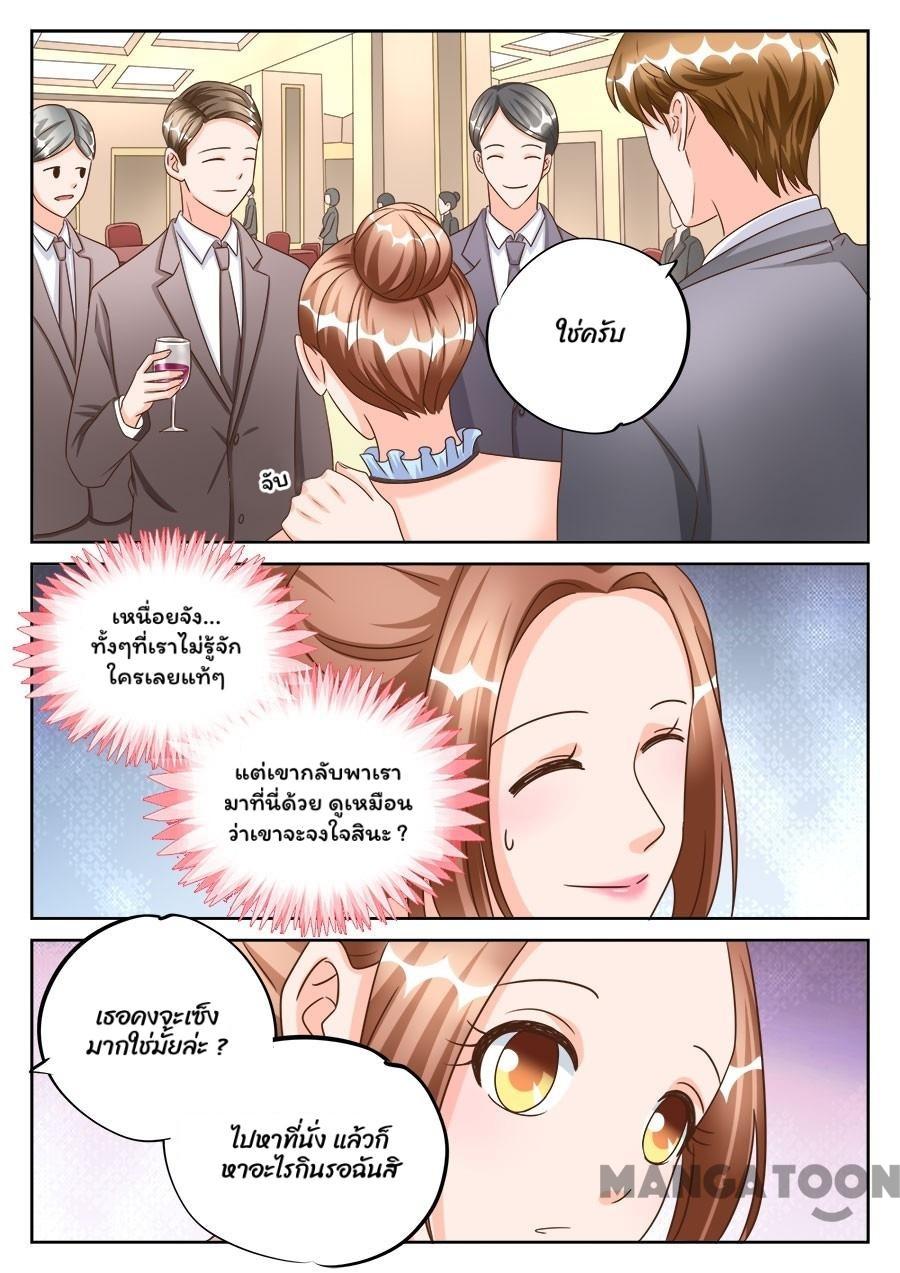 ใช่ครับ
จับ
เหนื่อยจัง...
ทั้งๆที่เราไม่รู้จัก
ใครเลยแท้ๆ
แต่เขากลับพาเรา
มาที่นี่ด้วย ดูเหมือน
ว่าเขาจะจงใจสินะ ?
เธอคงจะเซ็ง
มากใช่มั้ยล่ะ ?
ไปหาที่นั่ง แล้วก็
หาอะไรกินรอฉันสิ
MANGATOON